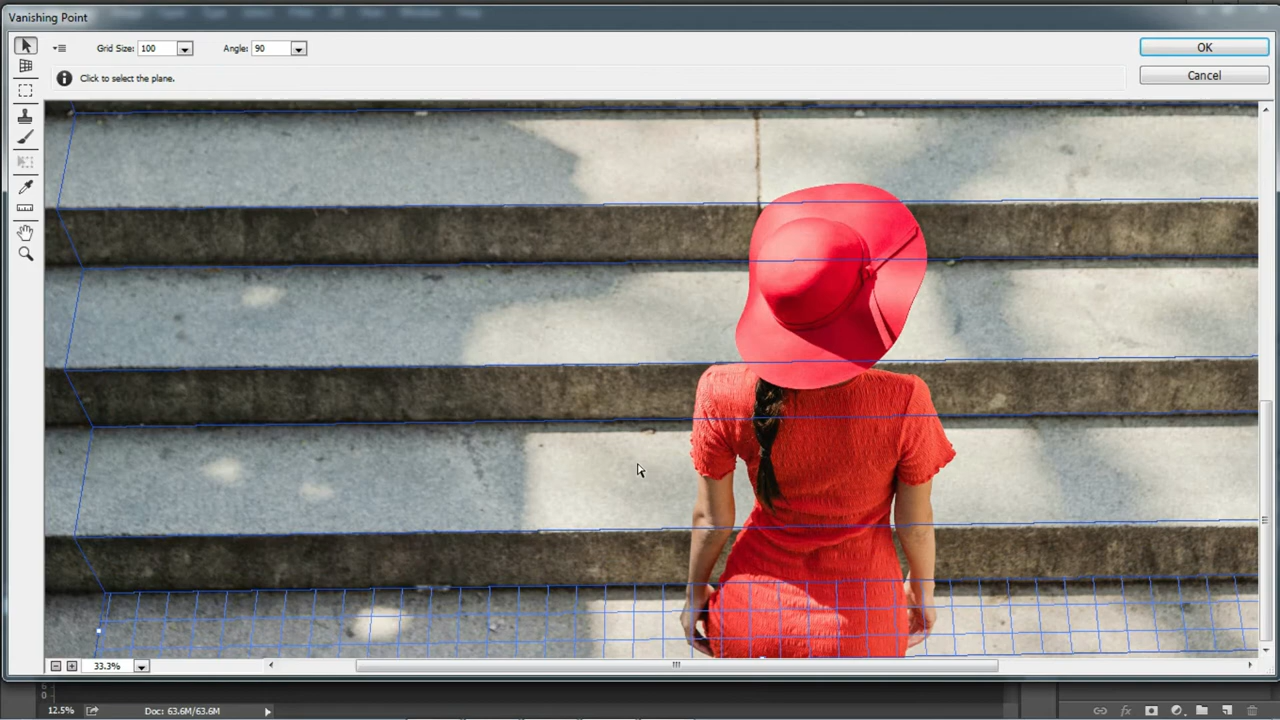 Vanishing Point
Grid Size: 100 Angle: 90
OK
Click to select the plane.
Cancel
33.3%
12.5% Doc: 63.6M/63.6M
fx